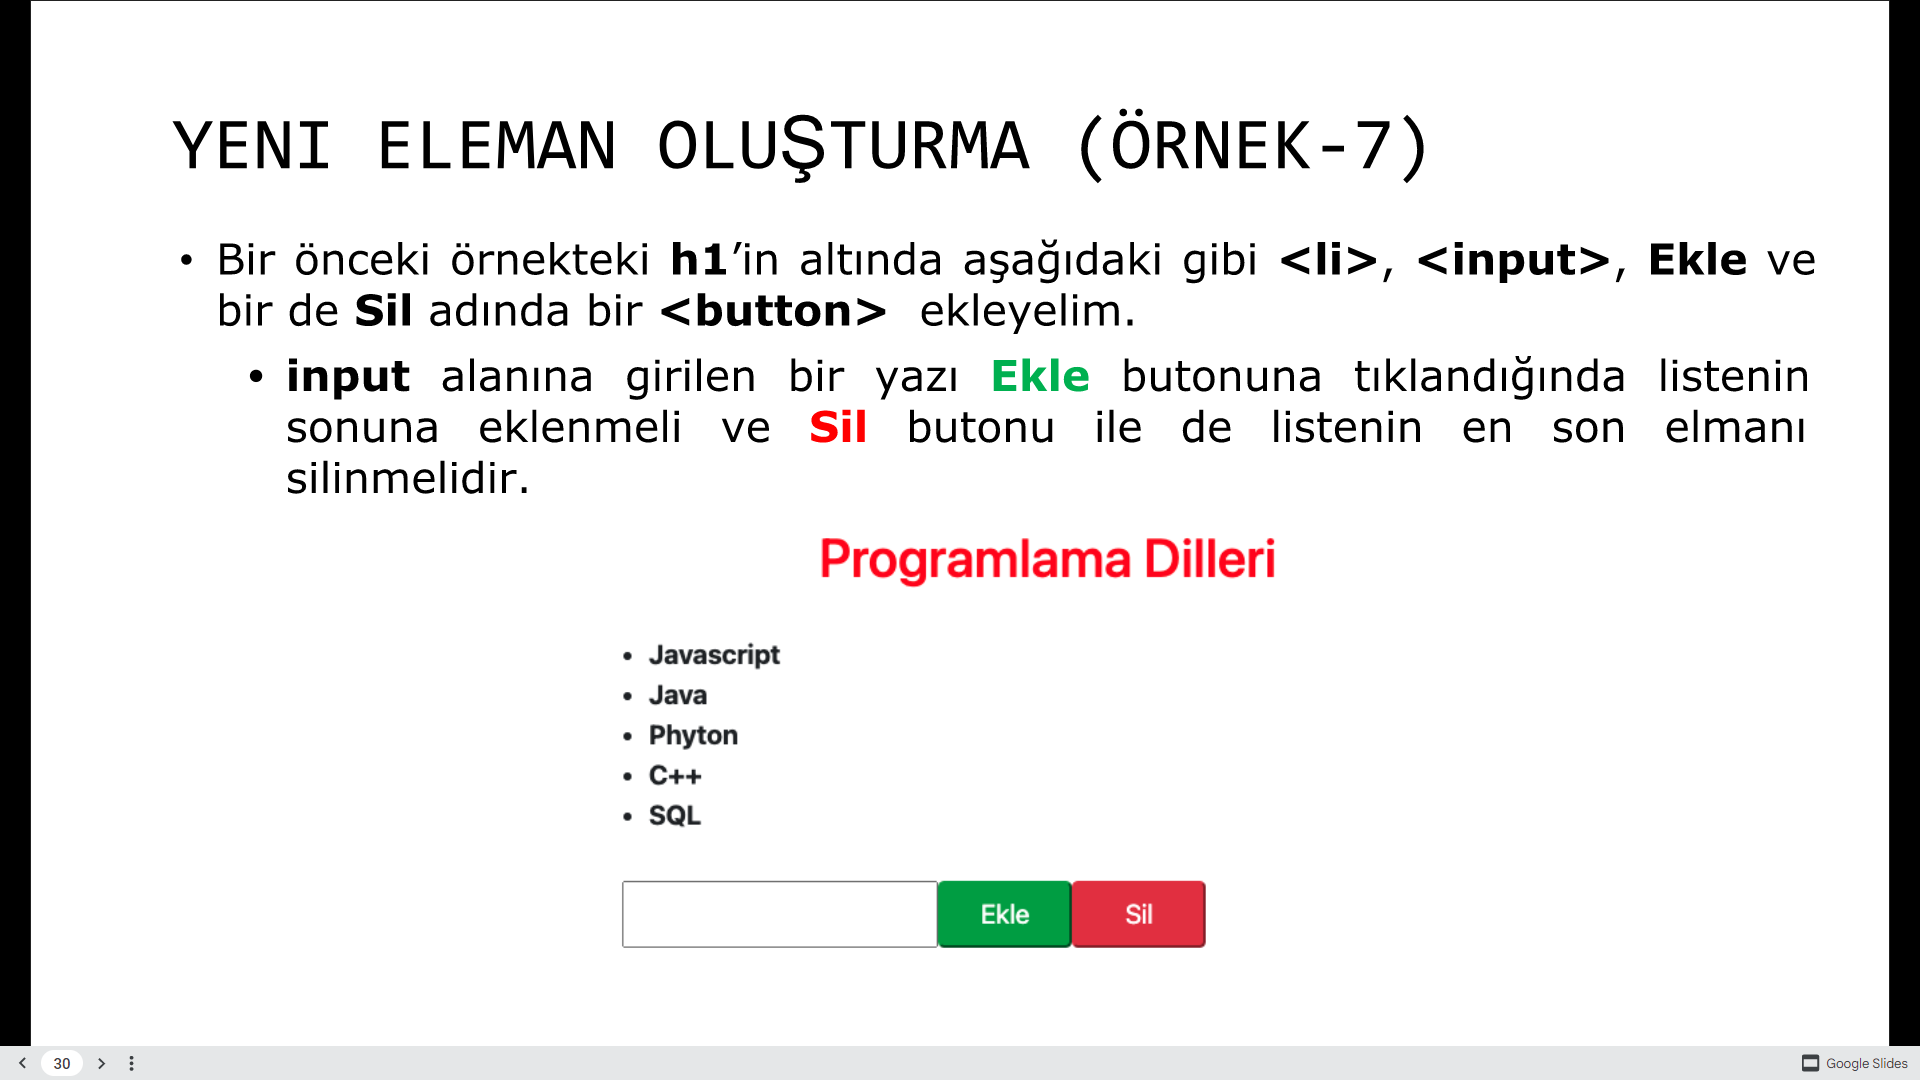 YENI ELEMAN OLUŞTURMA (ÖRNEK-7)
• Bir önceki örnekteki h1’in altında aşağıdaki gibi <li>, <input>, Ekle ve
bir de Sil adında bir <button> ekleyelim.
• input alanına girilen bir yazı Ekle butonuna tıklandığında listenin
sonuna eklenmeli ve Sil butonu ile de listenin en son elmanı
silinmelidir.
Programlama Dilleri
• Javascript
• Java
• Phyton
• C++
• SQL
Ekle Sil
30
Google Slides